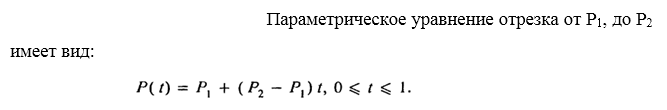 Параметрическое уравнение отрезка от P₁, до P₂
имеет вид:
P(t) = P₁ + (P₂ − P₁) t, 0 ⩽ t ⩽ 1.